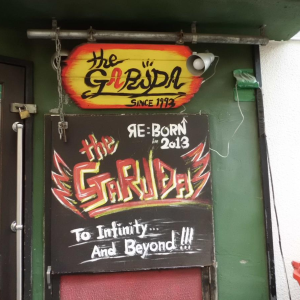 the
GARUDA
SINCE 1993
RE:BORN
in 2013
the
GARUDA
To Infinity...
And Beyond!!!